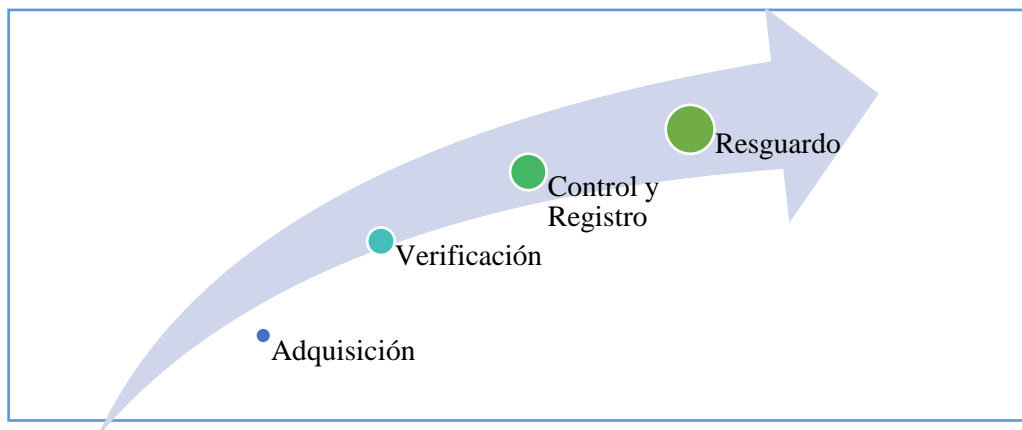 Resguardo
Control y
Registro
Verificación
Adquisición